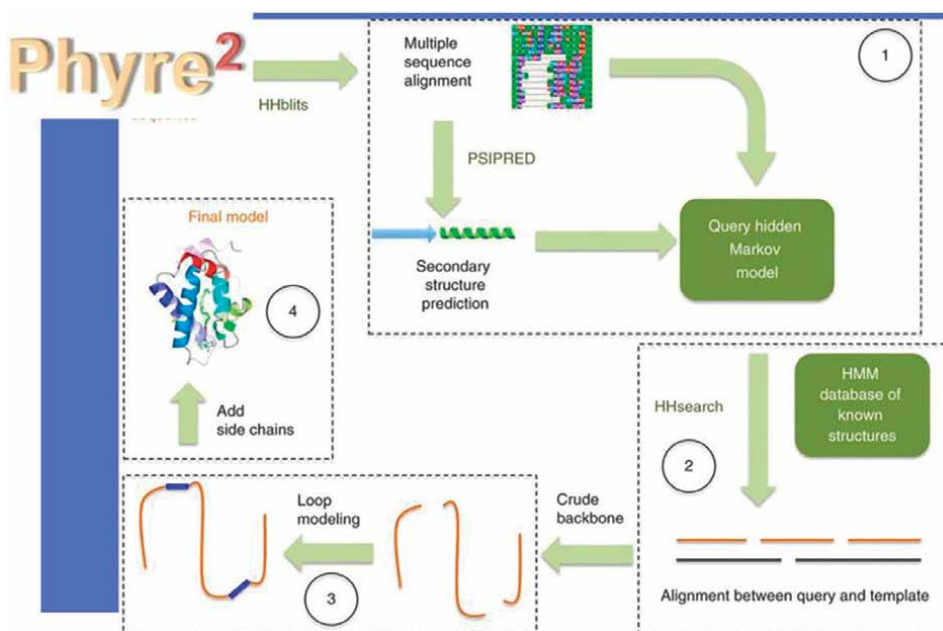 Phyre²
HHblits
sequence
Multiple
sequence
alignment
1
PSIPRED
Secondary
structure
prediction
Query hidden
Markov
model
HHsearch
HMM
database of
known
structures
2
Alignment between query and template
Crude
backbone
Loop
modeling
3
Add
side chains
Final model
4